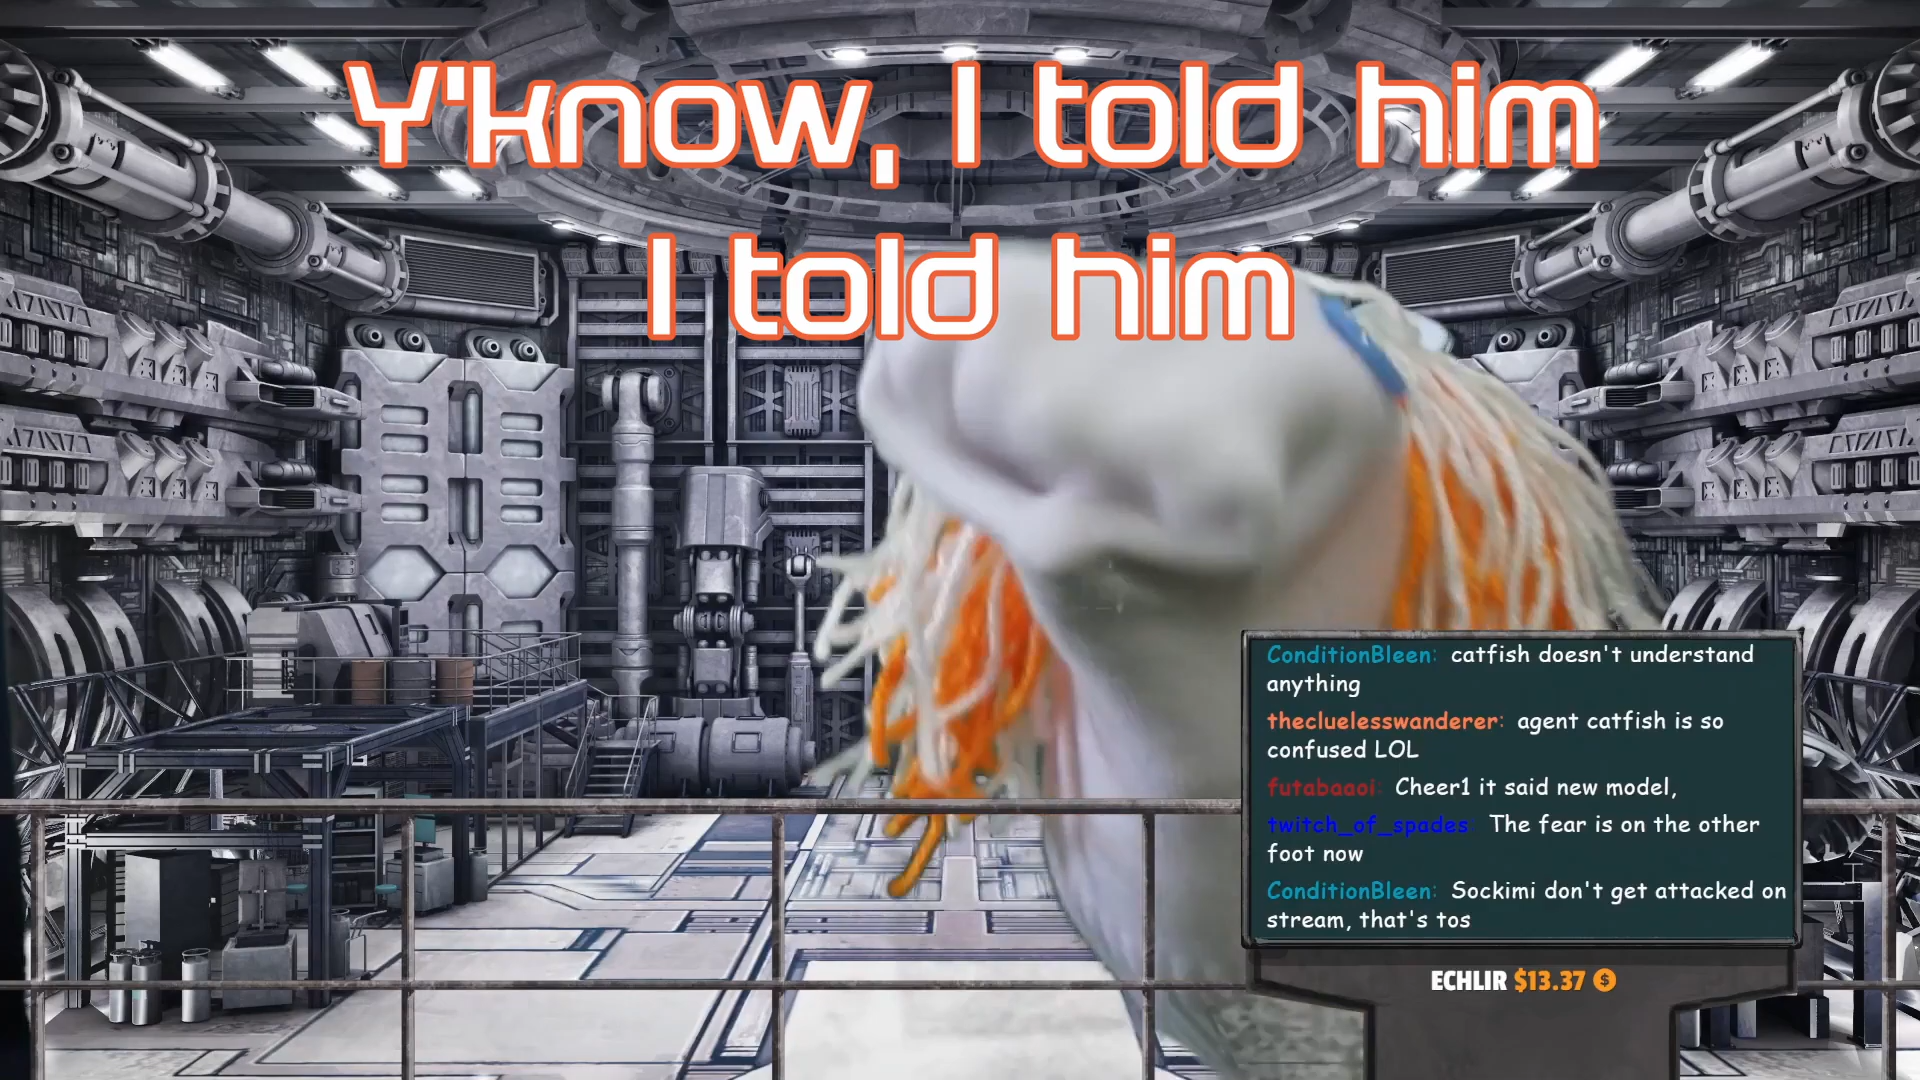 Y'know, I told him
I told him
ConditionBleen: catfish doesn't understand
anything
thecluelesswanderer: agent catfish is so
confused LOL
futabaaoi: Cheer1 it said new model,
twitch_of_spades: The fear is on the other
foot now
ConditionBleen: Sockimi don't get attacked on
stream, that's tos
ECHLIR $13.37